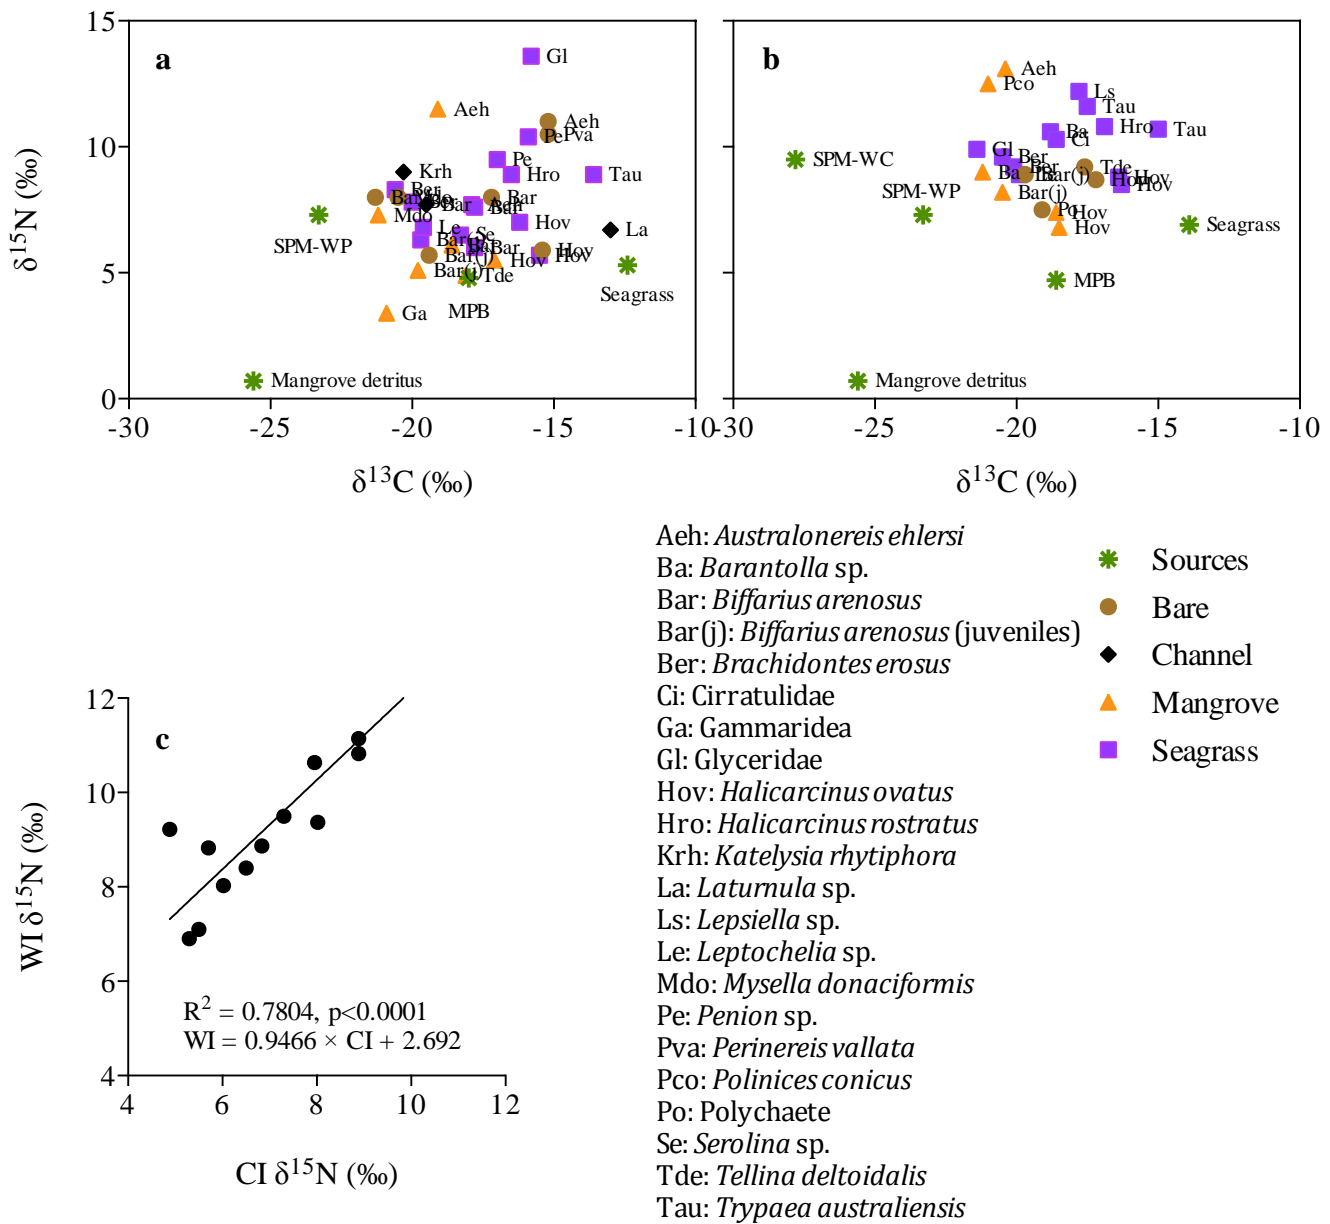 15
10
5
0
δ15N (‰)
a
Gl
Aeh
Aeh
Pva
Pe
Pe
Krh
Hro
Tau
Ber
Bar
Bar
Mdo
Le
Se
Hov
La
Bar
Hov
Hov
Bar(j)
Bar(j)
Tde
SPM-WP
MPB
Seagrass
Ga
Mangrove detritus
-30
-25
-20
-15
-10
δ13C (‰)
b
Aeh
Pco
Ls
Tau
Ba
Hro
Tau
Ci
Gl
Ber
Ber
SPM-WC
Ba
Bar(j)
Tde
Hov
Hov
SPM-WP
Bar(j)
Po
Hov
Hov
Seagrass
MPB
Mangrove detritus
-30
-25
-20
-15
-10
δ13C (‰)
12
10
8
6
4
WI δ15N (‰)
c
R2 = 0.7804, p<0.0001
WI = 0.9466 × CI + 2.692
4
6
8
10
12
CI δ15N (‰)
Aeh: Australonereis ehlersi
Ba: Barantolla sp.
Bar: Biffarius arenosus
Bar(j): Biffarius arenosus (juveniles)
Ber: Brachidontes erosus
Ci: Cirratulidae
Ga: Gammaridea
Gl: Glyceridae
Hov: Halicarcinus ovatus
Hro: Halicarcinus rostratus
Krh: Katelysia rhytiphora
La: Laturnula sp.
Ls: Lepsiella sp.
Le: Leptochelia sp.
Mdo: Mysella donaciformis
Pe: Penion sp.
Pva: Perinereis vallata
Pco: Polinices conicus
Po: Polychaete
Se: Serolina sp.
Tde: Tellina deltoidalis
Tau: Trypaea australiensis
Sources
Bare
Channel
Mangrove
Seagrass